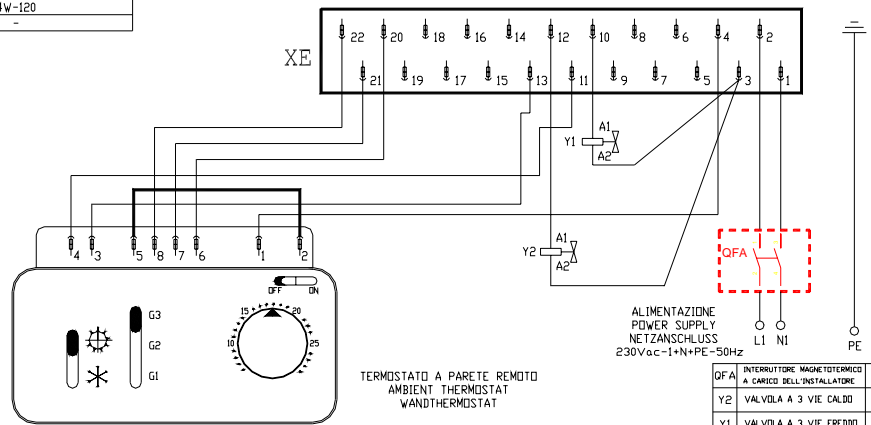 4W-120
-
XE
22 20 18 16 14 12 10 8 6 4 2
21 19 17 15 13 11 9 7 5 3 1
Y1 A1
A2
Y2 A1
A2
4 3 5 8 7 6 1 2
OFF ON
G3
G2
G1
10 15 20 25
QFA
L1 N1
PE
ALIMENTAZIONE
POWER SUPPLY
NETZANSCHLUSS
230Vac-1+N+PE-50Hz
TERMOSTATO A PARETE REMOTO
AMBIENT THERMOSTAT
WANDTHERMOSTAT
QFA INTERRUTTORE MAGNETOTERMICO
A CARICO DELL'INSTALLATORE
Y2 VALVOLA A 3 VIE CALDO
Y1 VALVOLA A 3 VIE FREDDO